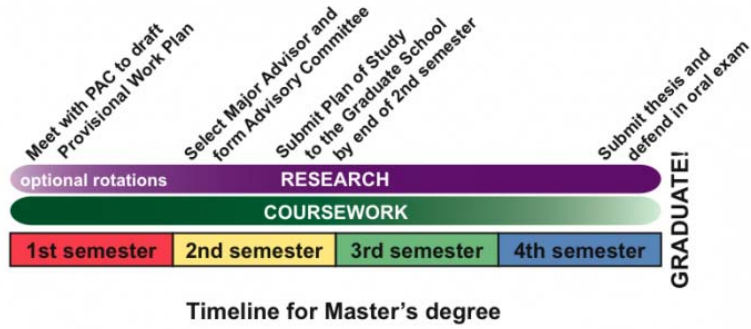 Meet with PAC to draft
Provisional Work Plan
Select Major Advisor and
form Advisory Committee
Submit Plan of Study
to the Graduate School
by end of 2nd semester
Submit thesis and
defend in oral exam
optional rotations RESEARCH
COURSEWORK
1st semester 2nd semester 3rd semester 4th semester
GRADUATE!
Timeline for Master's degree